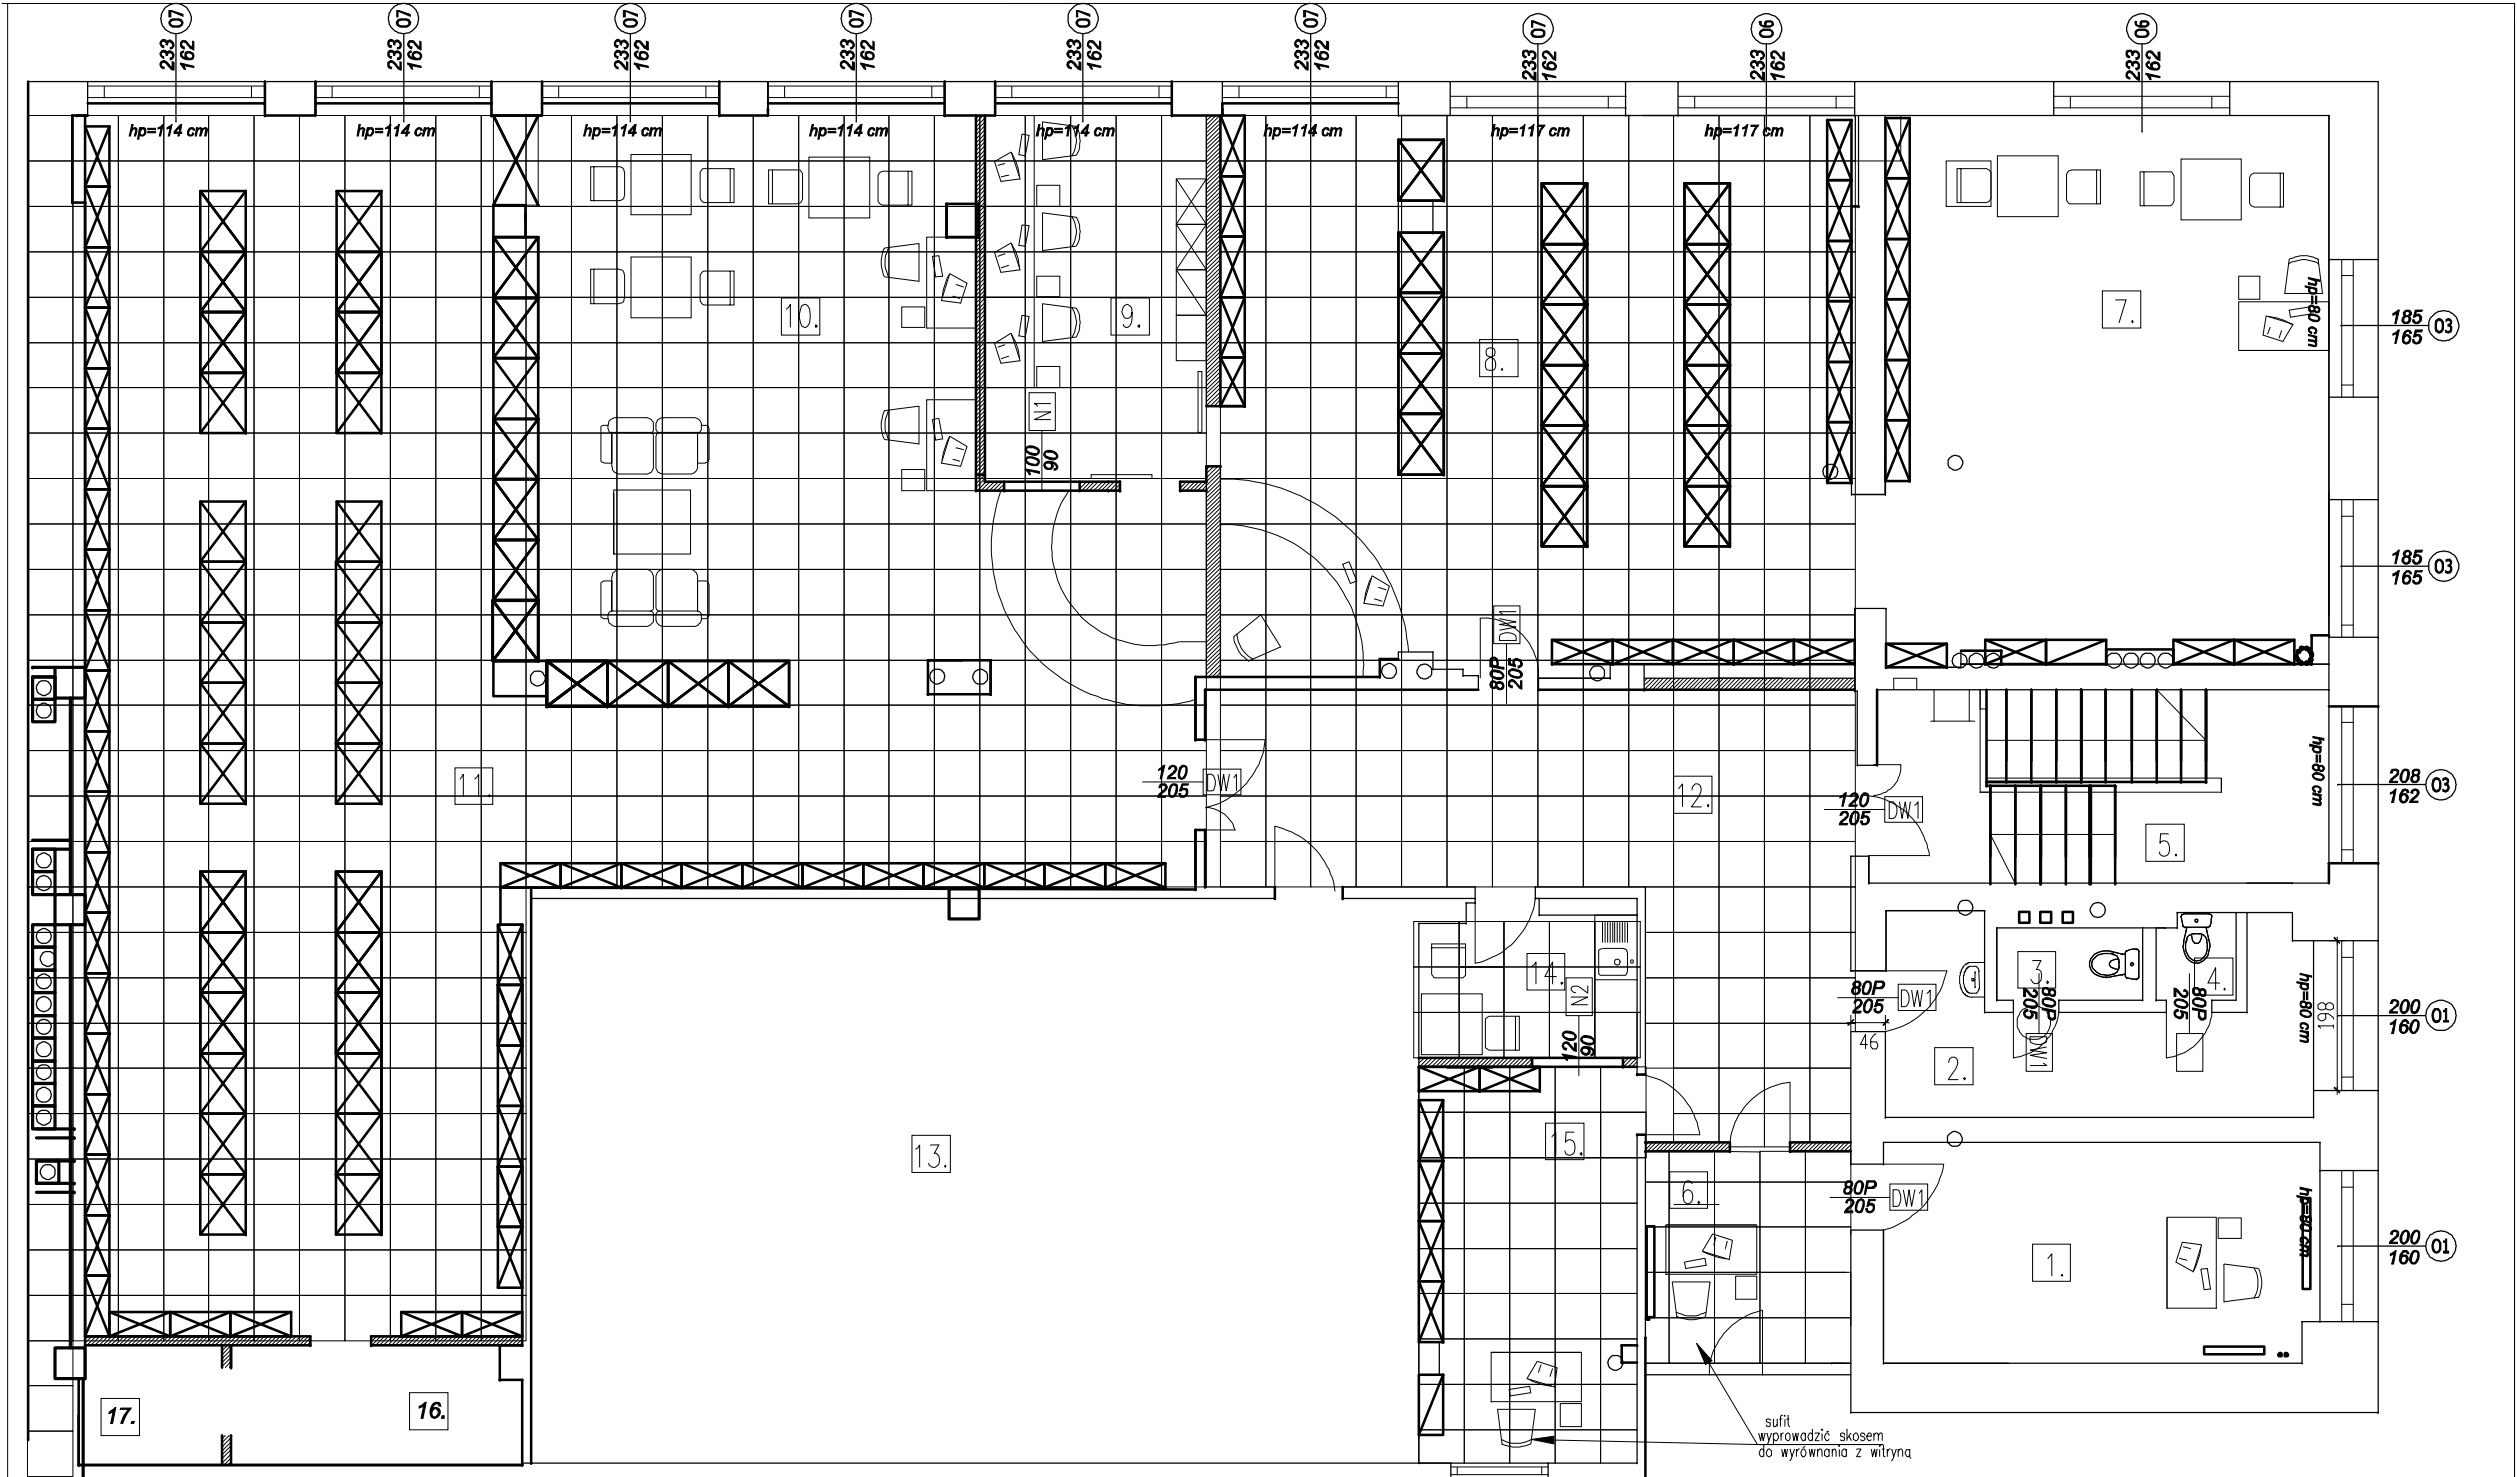 07 07 07 07 07 07 07 06 06
233 233 233 233 233 233 233 233 233
162 162 162 162 162 162 162 162 162
hp=114 cm hp=114 cm hp=114 cm hp=114 cm hp=114 cm hp=114 cm hp=117 cm hp=117 cm
10.
9.
8.
7.
hp=80 cm
185
165
03
N1
100
90
185
165
03
DW1
80P
205
11.
120
205
DW1
12.
120
205
DW1
5.
hp=80 cm
208
162
03
14.
N2
120
90
80P
205
DW1
46
2.
3.
80P
205
DW1
4.
80P
205
hp=80 cm
198
200
160
01
13.
15.
6.
80P
205
DW1
1.
hp=80 cm
200
160
01
17.
16.
sufit
wyprowadzić skosem
do wyrównania z witryną